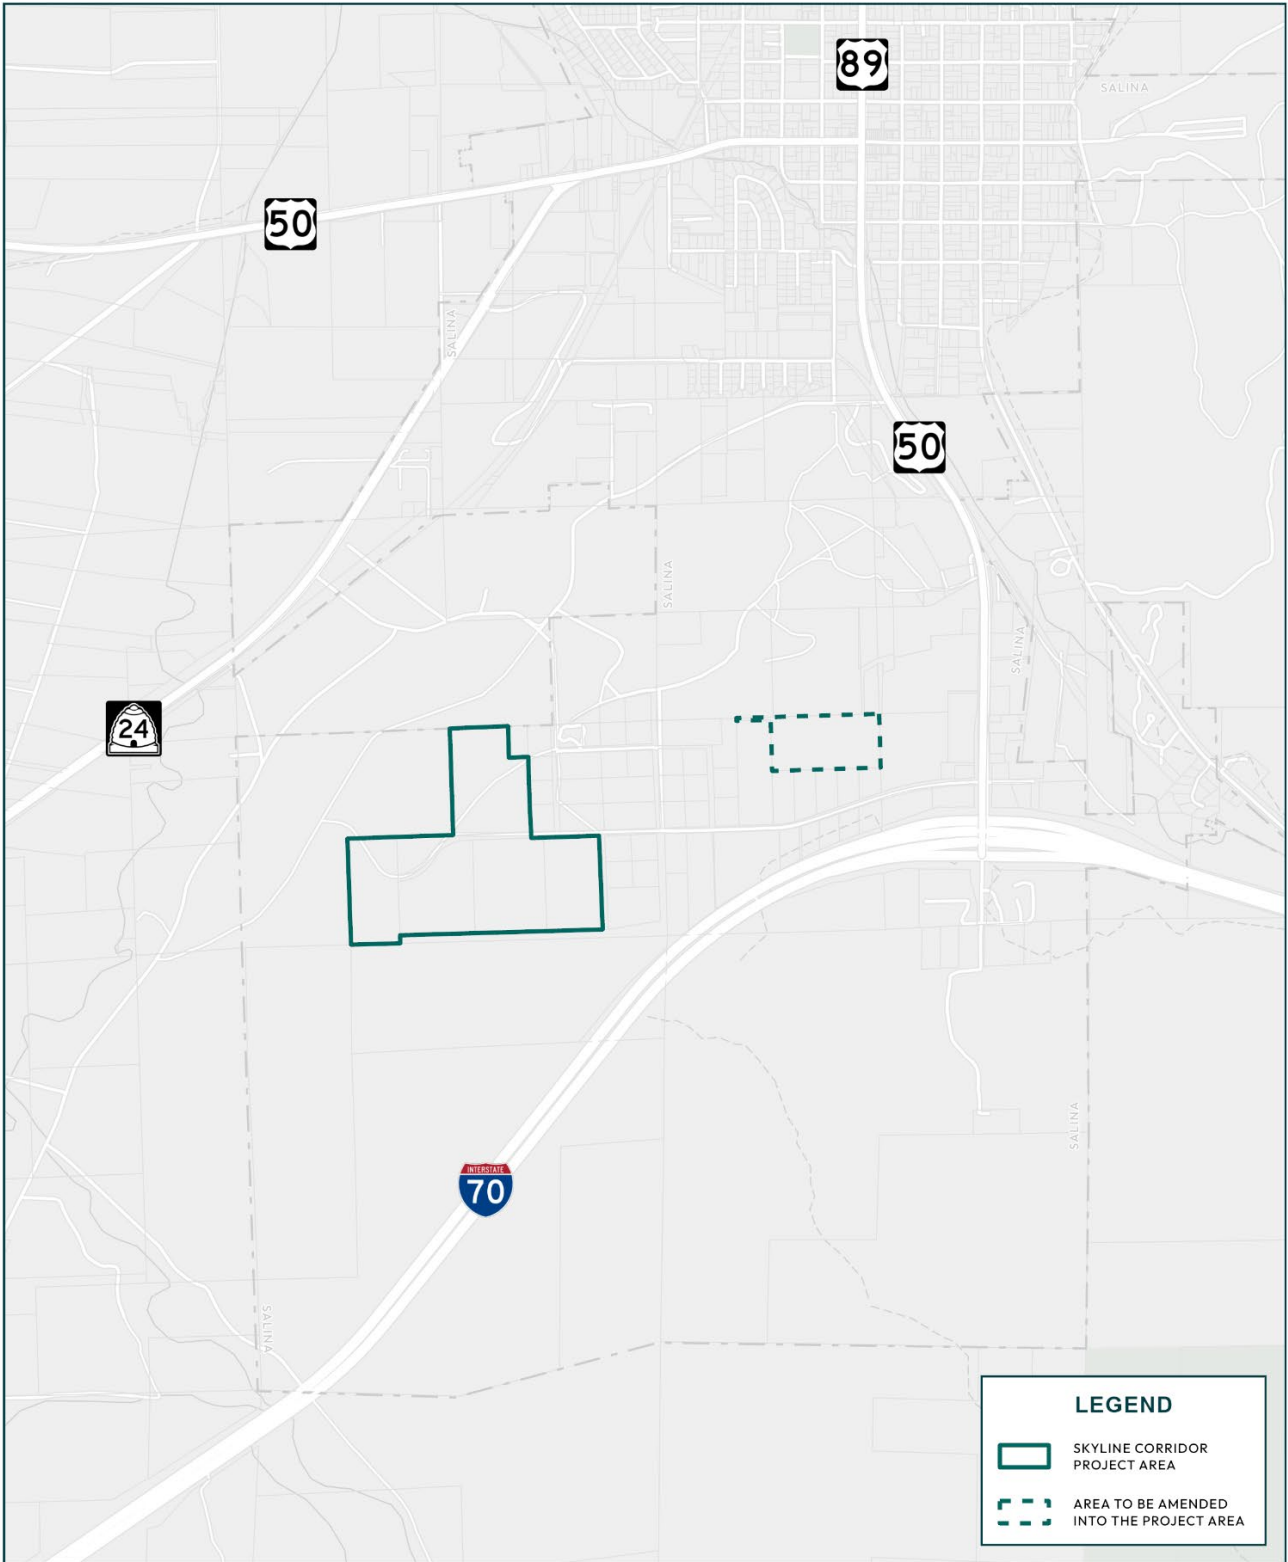 89
SALINA
50
SALINA
50
SALINA
SALINA
24
SALINA
INTERSTATE
70
SALINA
LEGEND
SKYLINE CORRIDOR
PROJECT AREA
AREA TO BE AMENDED
INTO THE PROJECT AREA